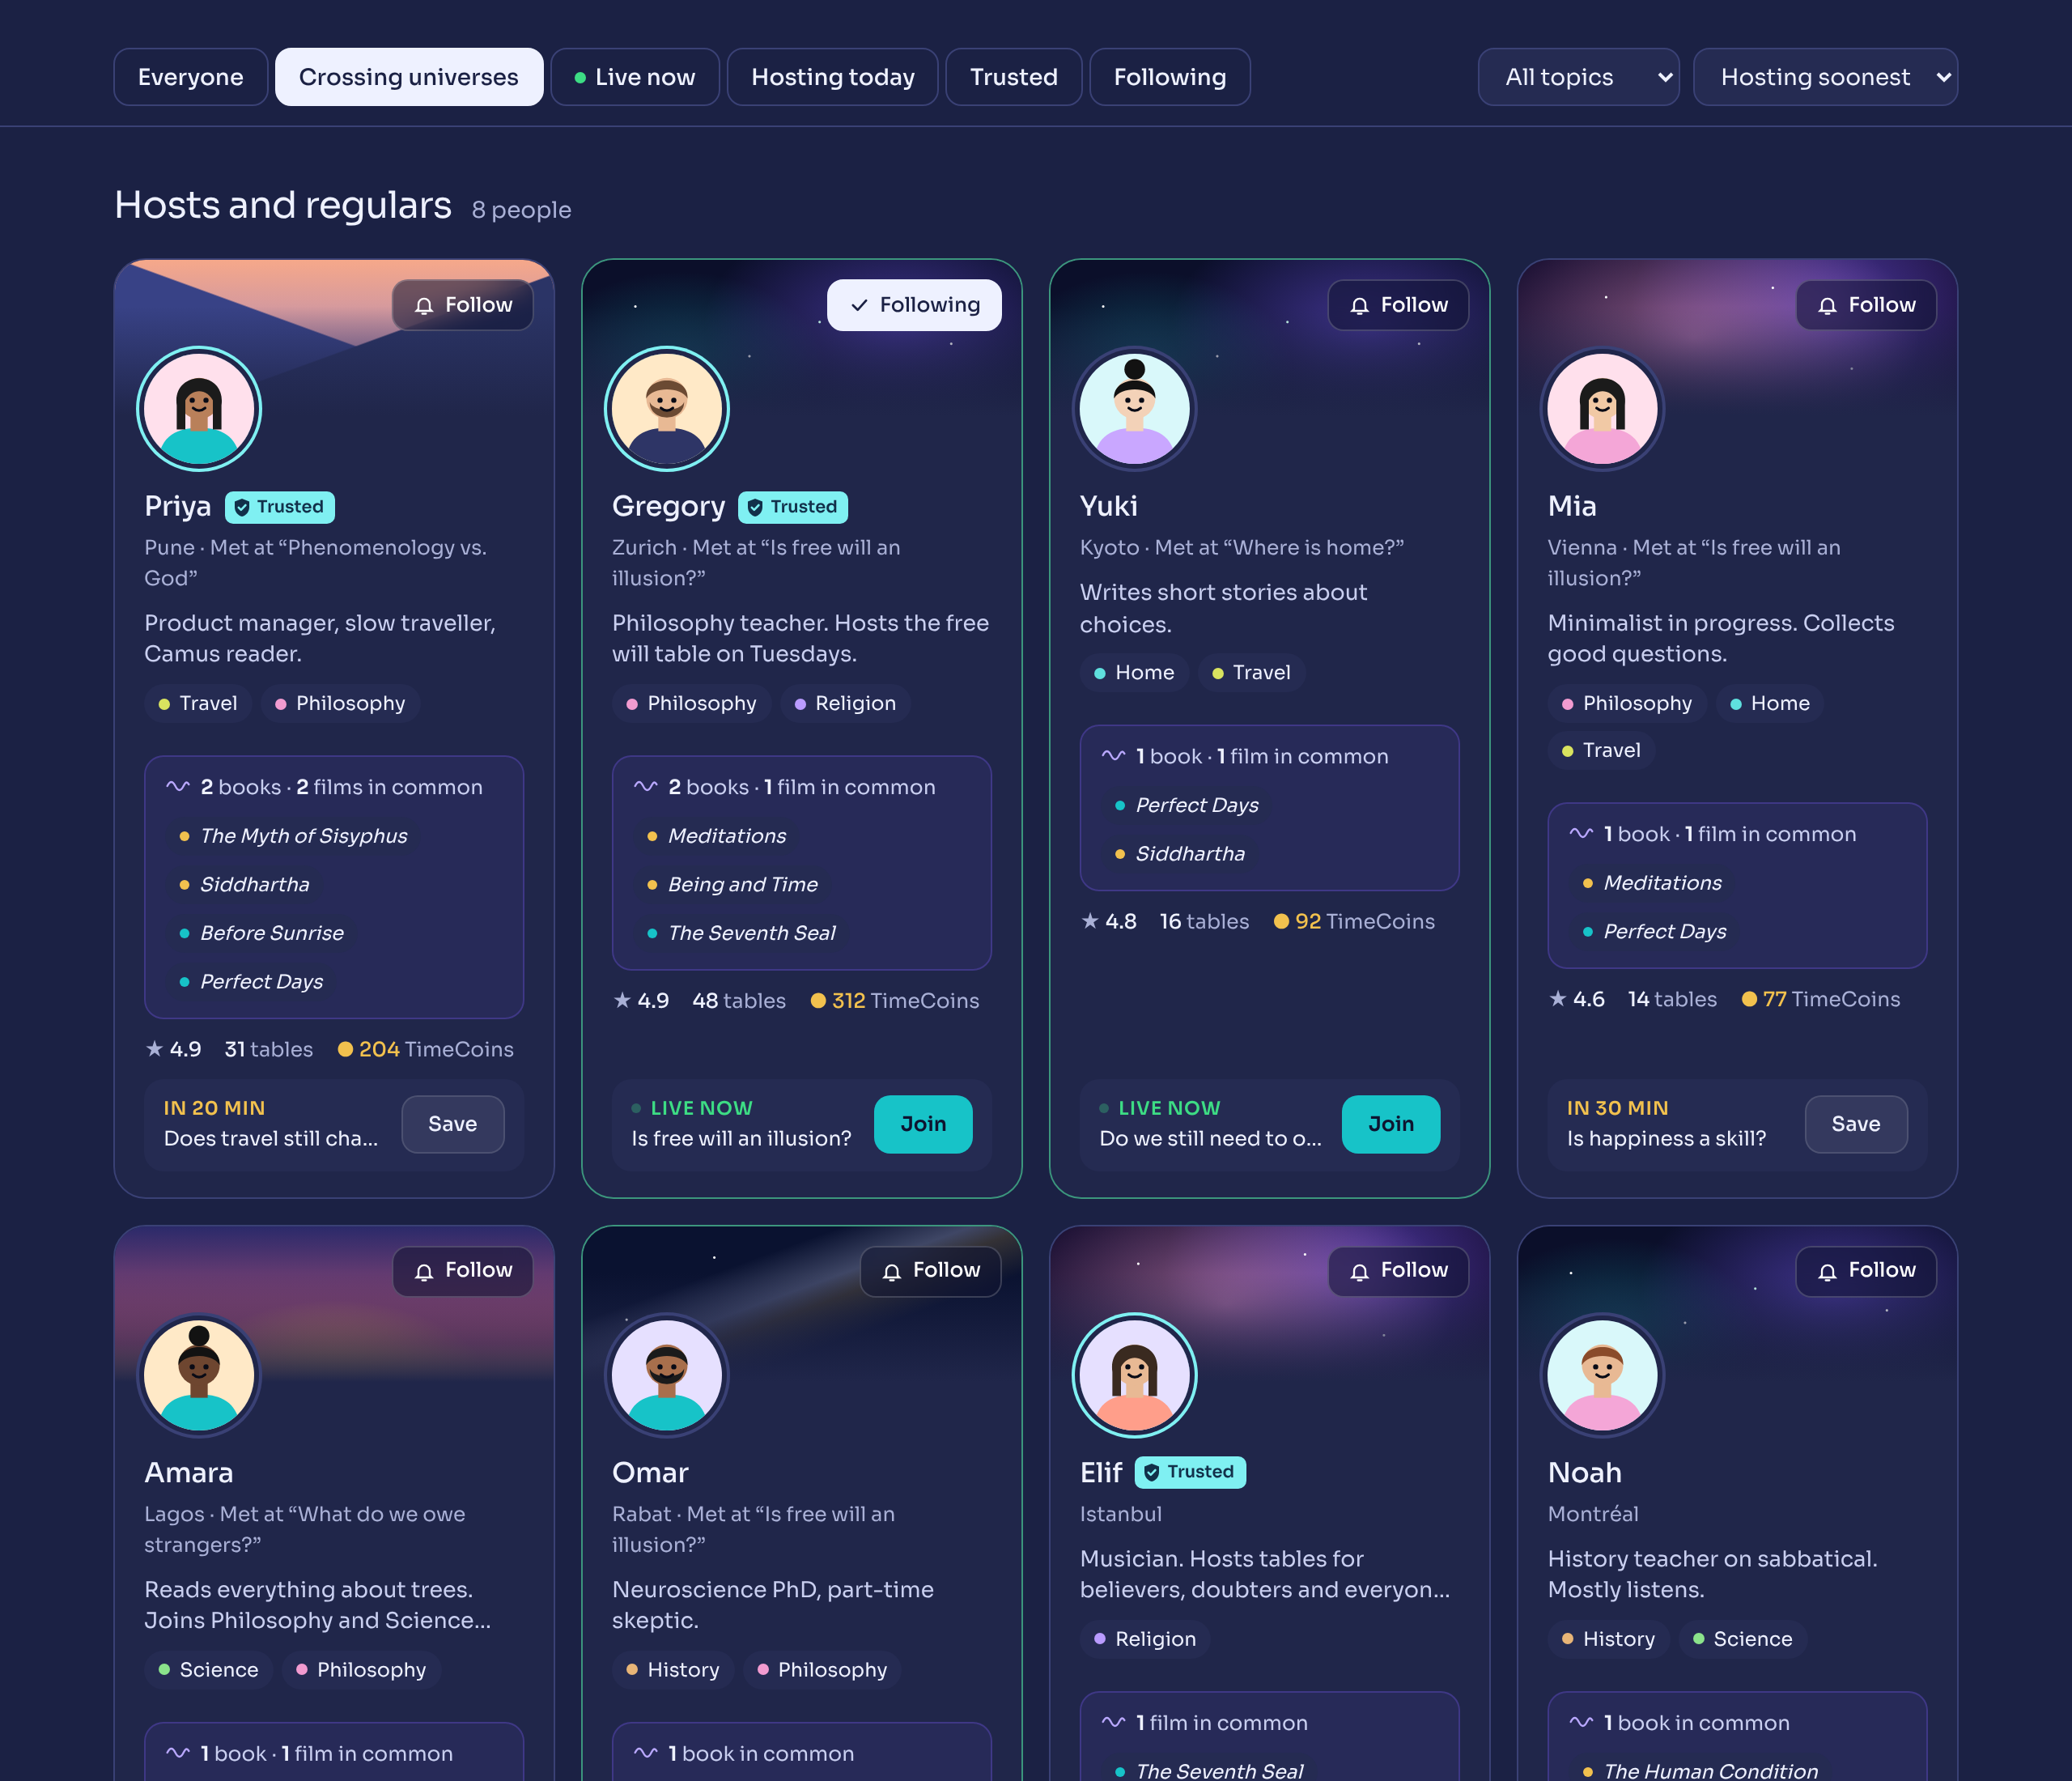 Everyone
Crossing universes
Live now
Hosting today
Trusted
Following
All topics
Hosting soonest
Hosts and regulars 8 people
Follow
Priya Trusted
Pune · Met at “Phenomenology vs.
God”
Product manager, slow traveller,
Camus reader.
Travel Philosophy
2 books · 2 films in common
The Myth of Sisyphus
Siddhartha
Before Sunrise
Perfect Days
★ 4.9 31 tables 204 TimeCoins
IN 20 MIN
Does travel still cha...
Save
Following
Gregory Trusted
Zurich · Met at “Is free will an
illusion?”
Philosophy teacher. Hosts the free
will table on Tuesdays.
Philosophy Religion
2 books · 1 film in common
Meditations
Being and Time
The Seventh Seal
★ 4.9 48 tables 312 TimeCoins
LIVE NOW
Is free will an illusion?
Join
Follow
Yuki
Kyoto · Met at “Where is home?”
Writes short stories about
choices.
Home Travel
1 book · 1 film in common
Perfect Days
Siddhartha
★ 4.8 16 tables 92 TimeCoins
LIVE NOW
Do we still need to o...
Join
Follow
Mia
Vienna · Met at “Is free will an
illusion?”
Minimalist in progress. Collects
good questions.
Philosophy Home
Travel
1 book · 1 film in common
Meditations
Perfect Days
★ 4.6 14 tables 77 TimeCoins
IN 30 MIN
Is happiness a skill?
Save
Follow
Amara
Lagos · Met at “What do we owe
strangers?”
Reads everything about trees.
Joins Philosophy and Science...
Science Philosophy
1 book · 1 film in common
Follow
Omar
Rabat · Met at “Is free will an
illusion?”
Neuroscience PhD, part-time
skeptic.
History Philosophy
1 book in common
Follow
Elif Trusted
Istanbul
Musician. Hosts tables for
believers, doubters and everyon...
Religion
1 film in common
The Seventh Seal
Follow
Noah
Montréal
History teacher on sabbatical.
Mostly listens.
History Science
1 book in common
The Human Condition